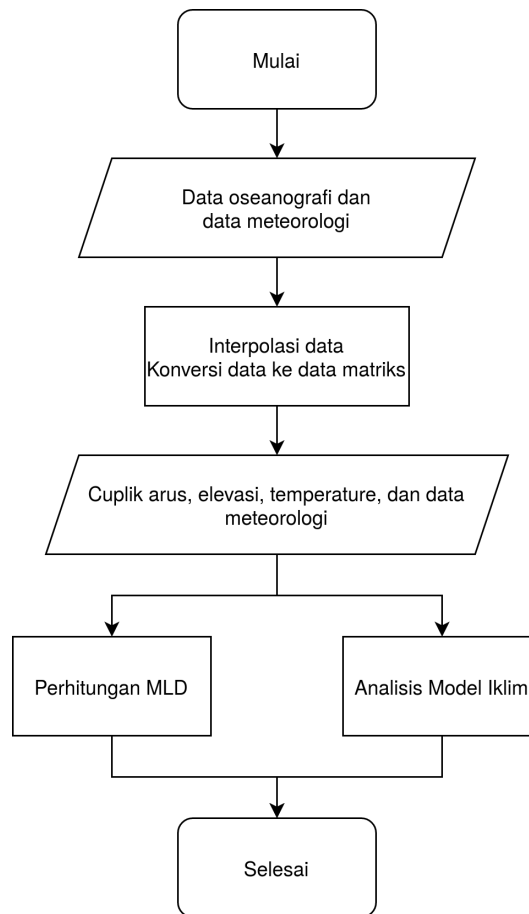 Mulai
Data oseanografi dan
data meteorologi
Interpolasi data
Konversi data ke data matriks
Cuplik arus, elevasi, temperature, dan data
meteorologi
Perhitungan MLD
Analisis Model Iklim
Selesai